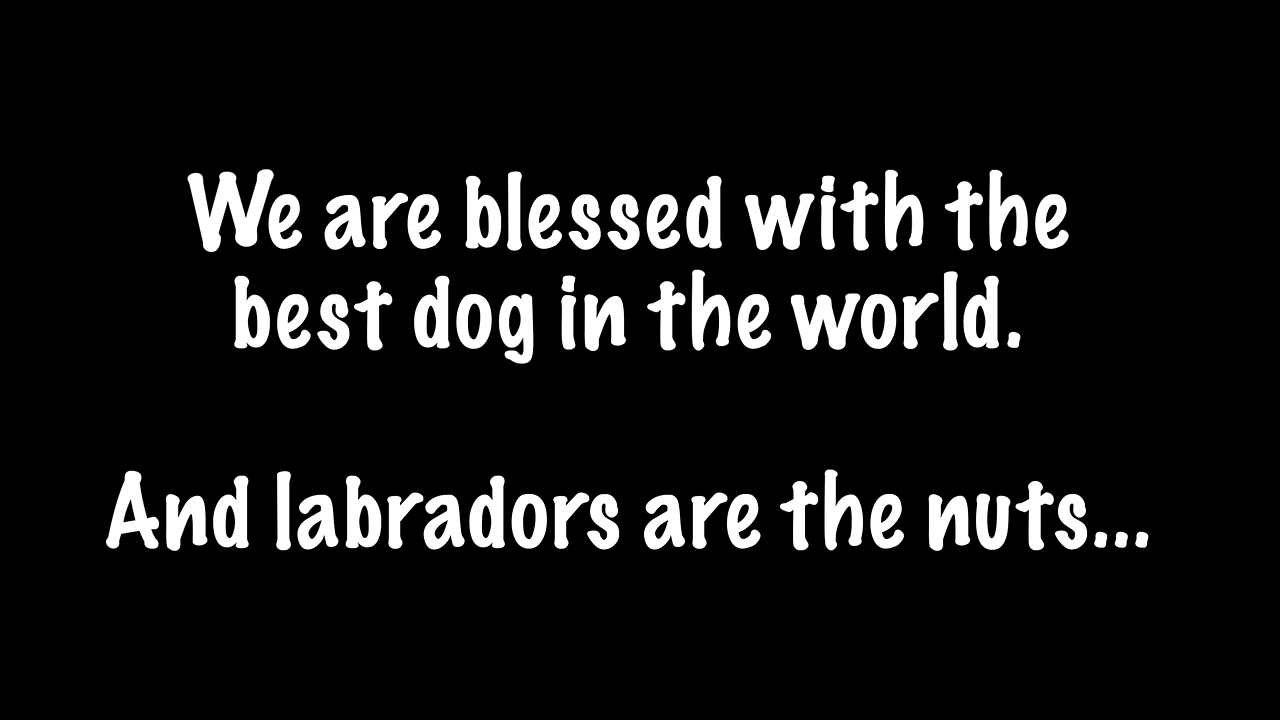 We are blessed with the
best dog in the world.
And labradors are the nuts...